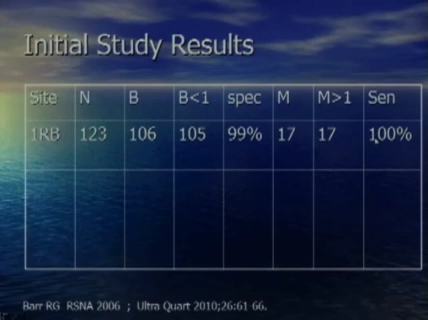 Initial Study Results
Site N B B<1 spec M M>1 Sen
1RB 123 106 105 99% 17 17 100%
Barr RG RSNA 2006 ; Ultra Quart 2010;26:61-66.